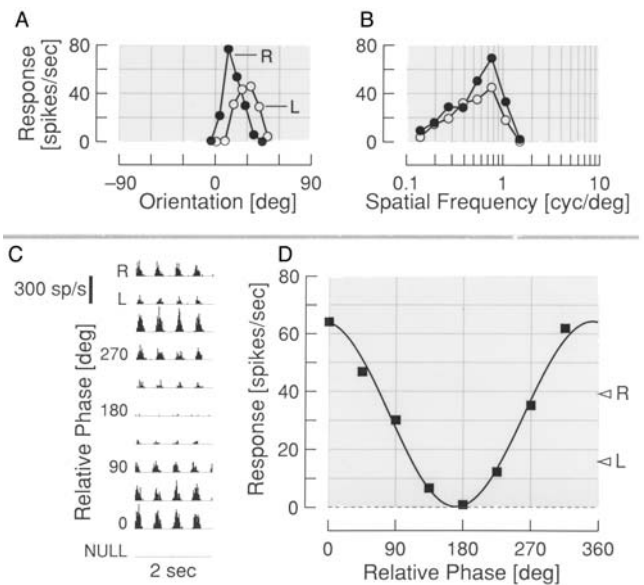 A
80
40
0
Response
[spikes/sec]
R
L
−90 0 90
Orientation [deg]
B
80
40
0
0.1 1 10
Spatial Frequency [cyc/deg]
C
300 sp/s
R
L
270
180
90
0
NULL
Relative Phase [deg]
2 sec
D
80
60
40
20
0
Response [spikes/sec]
R
L
0 90 180 270 360
Relative Phase [deg]